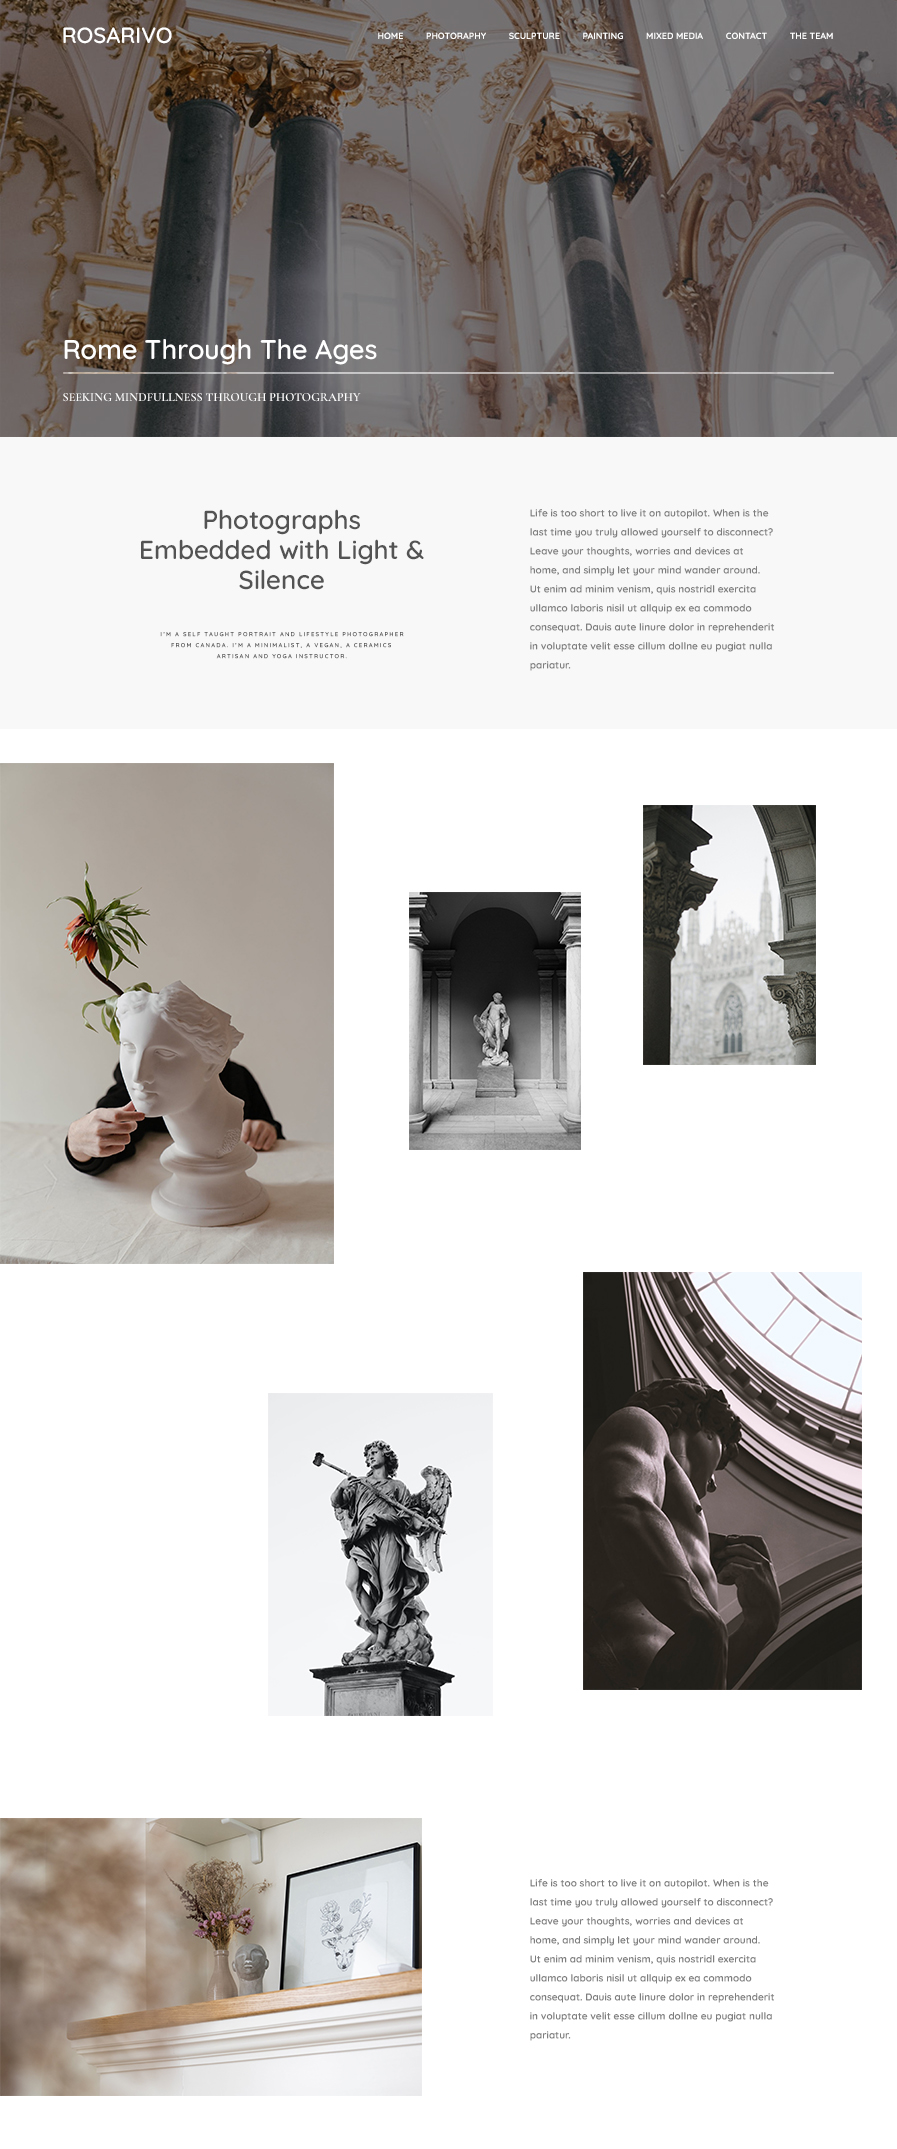 ROSARIVO
HOME PHOTORAPHY SCULPTURE PAINTING MIXED MEDIA CONTACT THE TEAM
Rome Through The Ages
SEEKING MINDFULLNESS THROUGH PHOTOGRAPHY
Photographs
Embedded with Light &
Silence
I'M A SELF TAUGHT PORTRAIT AND LIFESTYLE PHOTOGRAPHER
FROM CANADA. I'M A MINIMALIST, A VEGAN, A CERAMICS
ARTISAN AND YOGA INSTRUCTOR.
Life is too short to live it on autopilot. When is the
last time you truly allowed yourself to disconnect?
Leave your thoughts, worries and devices at
home, and simply let your mind wander around.
Ut enim ad minim venism, quis nostridl exercita
ullamco laboris nisil ut allquip ex ea commodo
consequat. Dauis aute linure dolor in reprehenderit
in voluptate velit esse cillum dollne eu pugiat nulla
pariatur.
Life is too short to live it on autopilot. When is the
last time you truly allowed yourself to disconnect?
Leave your thoughts, worries and devices at
home, and simply let your mind wander around.
Ut enim ad minim venism, quis nostridl exercita
ullamco laboris nisil ut allquip ex ea commodo
consequat. Dauis aute linure dolor in reprehenderit
in voluptate velit esse cillum dollne eu pugiat nulla
pariatur.